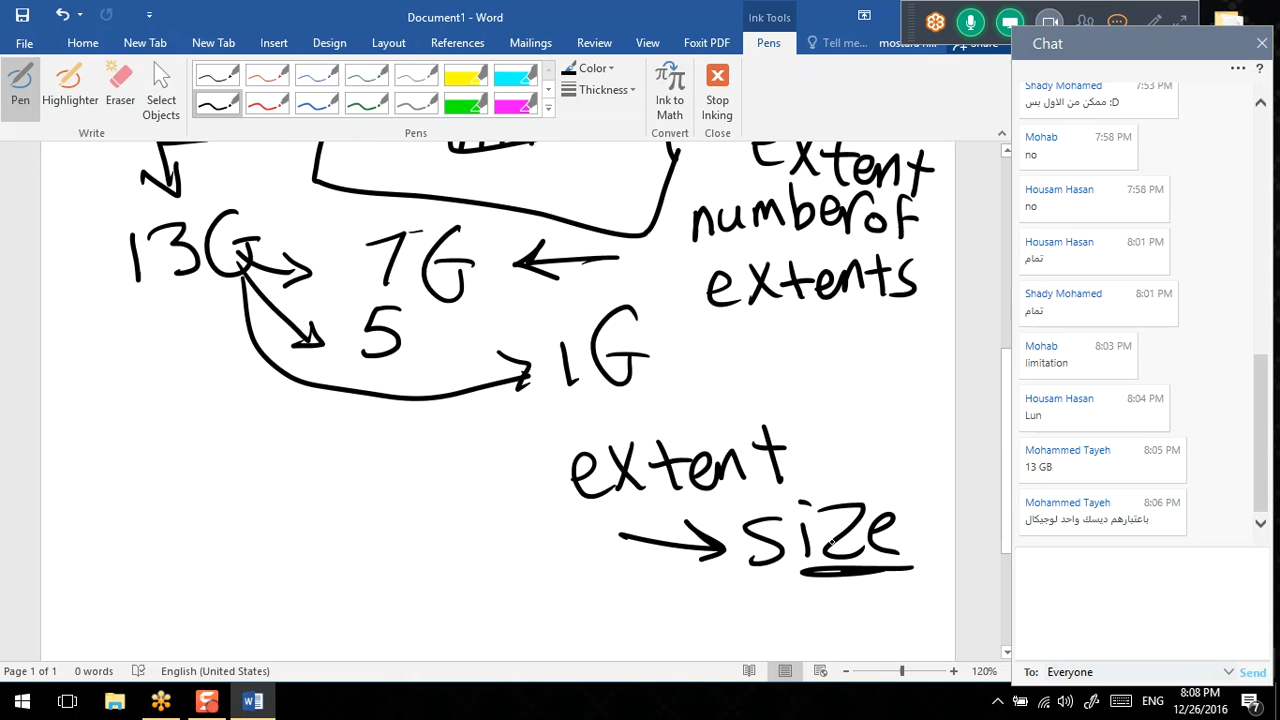 Document1 - Word
Ink Tools
File
Home
New Tab
New Tab
Insert
Design
Layout
References
Mailings
Review
View
Foxit PDF
Pens
Tell me...
Share
Pen
Highlighter
Eraser
Select
Objects
Color
Thickness
Ink to
Math
Stop
Inking
Write
Pens
Convert
Close
extent
number of
extents
13G
7G
5
1G
extent
size
Chat
Shady Mohamed 7:53 PM
ممكن من الاول بس :D
Mohab 7:58 PM
no
Housam Hasan 7:58 PM
no
Housam Hasan 8:01 PM
تمام
Shady Mohamed 8:01 PM
تمام
Mohab 8:03 PM
limitation
Housam Hasan 8:04 PM
Lun
Mohammed Tayeh 8:05 PM
13 GB
Mohammed Tayeh 8:06 PM
باعتبارهم ديسك واحد لوجيكال
To: Everyone
Send
Page 1 of 1
0 words
English (United States)
120%
ENG
8:08 PM
12/26/2016
7